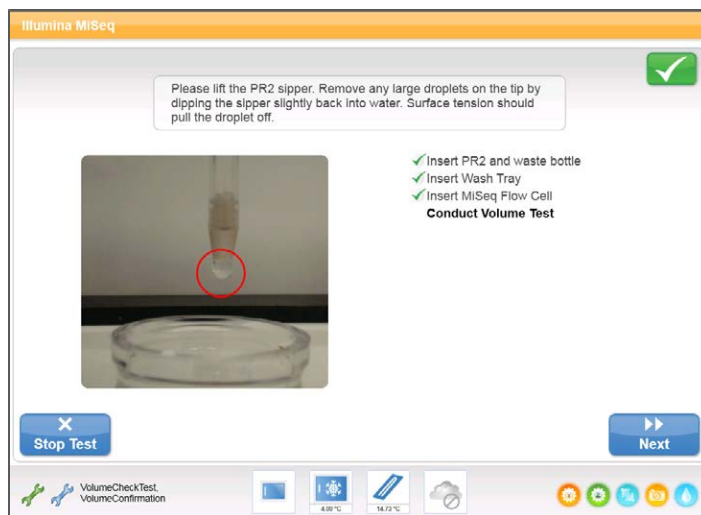 Illumina MiSeq
Please lift the PR2 sipper. Remove any large droplets on the tip by
dipping the sipper slightly back into water. Surface tension should
pull the droplet off.
Insert PR2 and waste bottle
Insert Wash Tray
Insert MiSeq Flow Cell
Conduct Volume Test
Stop Test
Next
VolumeCheckTest,
VolumeConfirmation
4.00 °C
14.73 °C